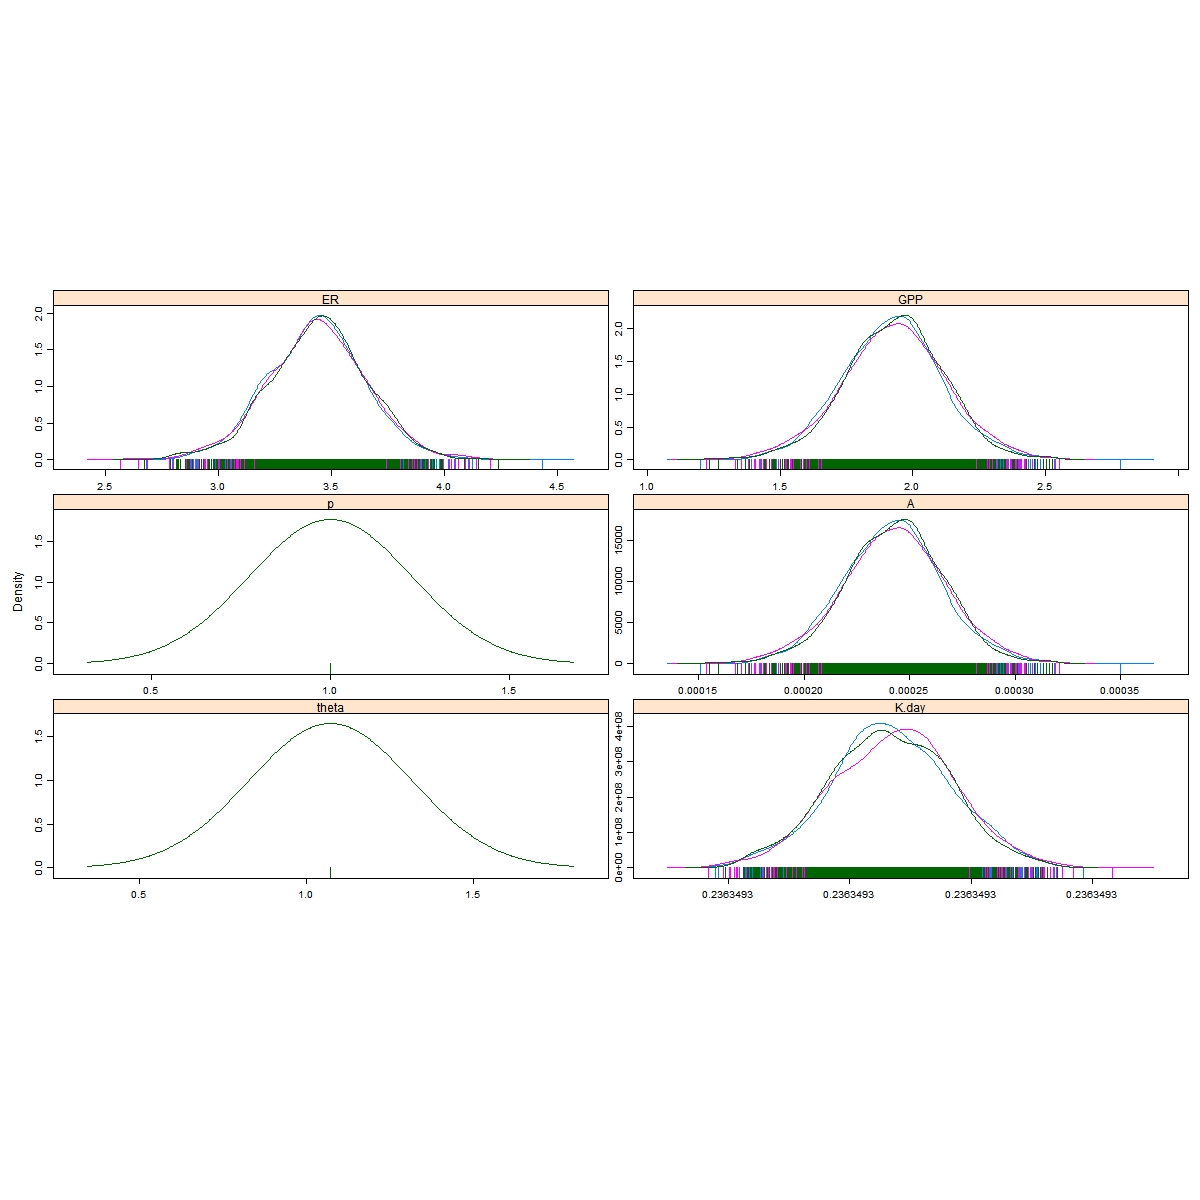 ER
GPP
0.0 0.5 1.0 1.5 2.0
2.5 3.0 3.5 4.0 4.5
0.0 0.5 1.0 1.5 2.0
1.0 1.5 2.0 2.5
p
A
Density
0.0 0.5 1.0 1.5
0.5 1.0 1.5
0 5000 10000 15000
0.00015 0.00020 0.00025 0.00030 0.00035
theta
K.day
0.0 0.5 1.0 1.5
0.5 1.0 1.5
0e+00 1e+08 2e+08 3e+08 4e+08
0.2363493 0.2363493 0.2363493 0.2363493